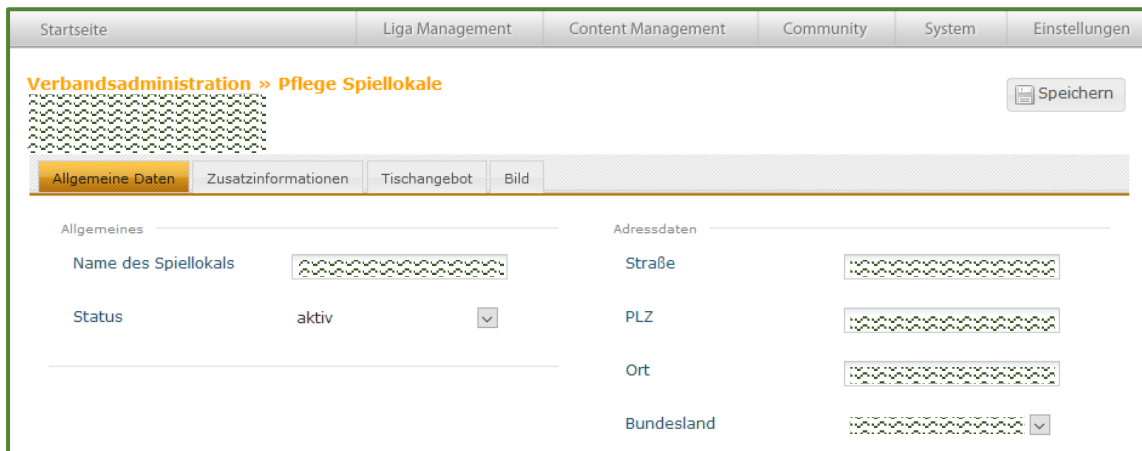 Startseite Liga Management Content Management Community System Einstellungen
Verbandsadministration » Pflege Spiellokale
Speichern
Allgemeine Daten Zusatzinformationen Tischangebot Bild
Allgemeines Adressdaten
Name des Spiellokals Straße
Status aktiv PLZ
Ort
Bundesland